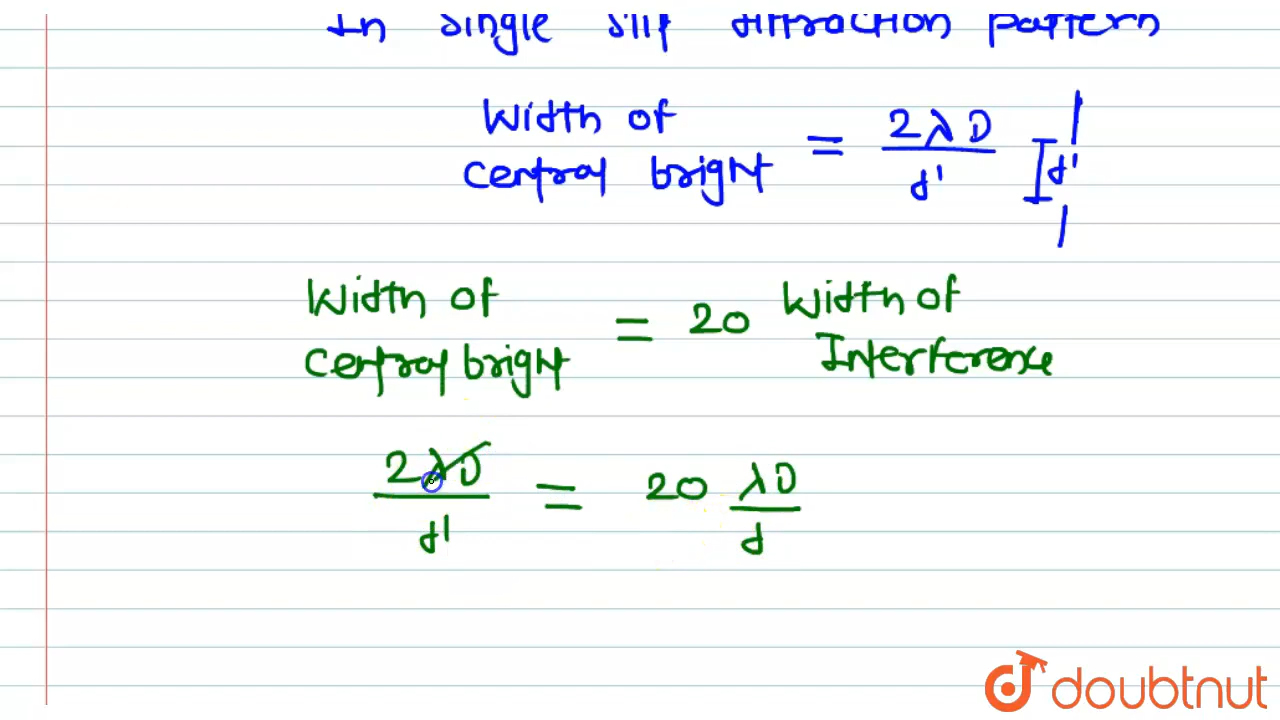 In single slit diffraction pattern
Width of
central bright = 2λD / d' I d'
Width of
central bright = 20 Width of
Interference
2λD / d' = 20 λD / d
doubtnut